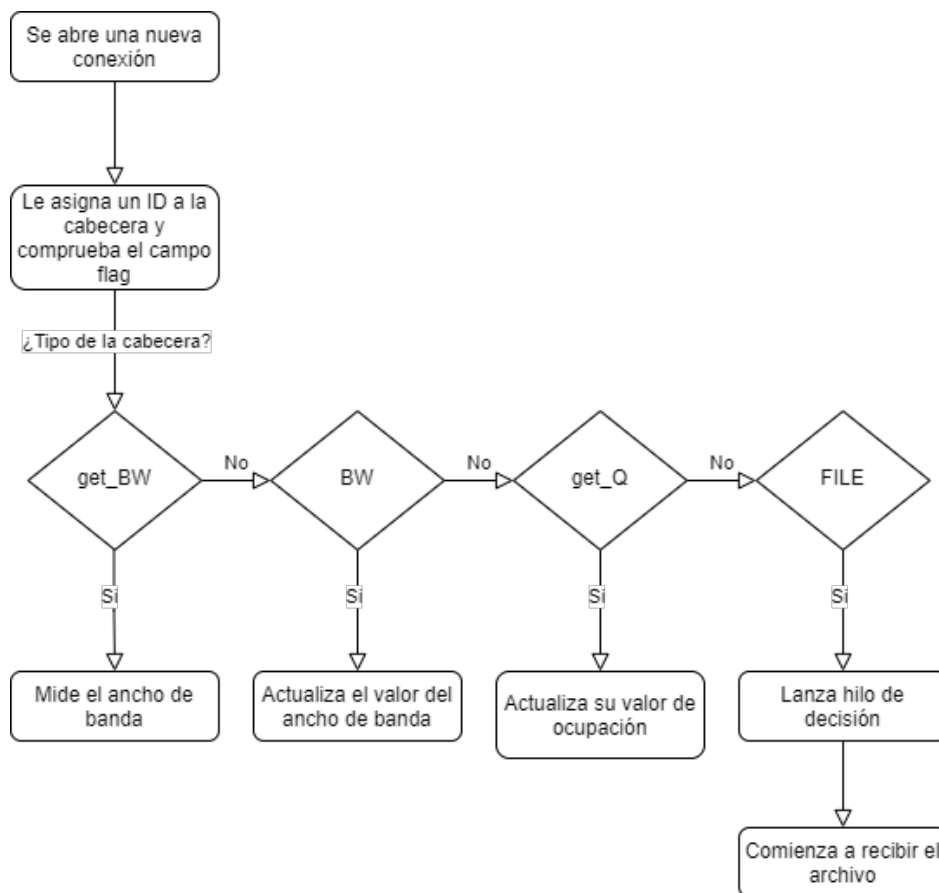 Se abre una nueva
conexión
Le asigna un ID a la
cabecera y
comprueba el campo
flag
¿Tipo de la cabecera?
get_BW
No
BW
No
get_Q
No
FILE
Si
Si
Si
Si
Mide el ancho de
banda
Actualiza el valor del
ancho de banda
Actualiza su valor de
ocupación
Lanza hilo de
decisión
Comienza a recibir el
archivo